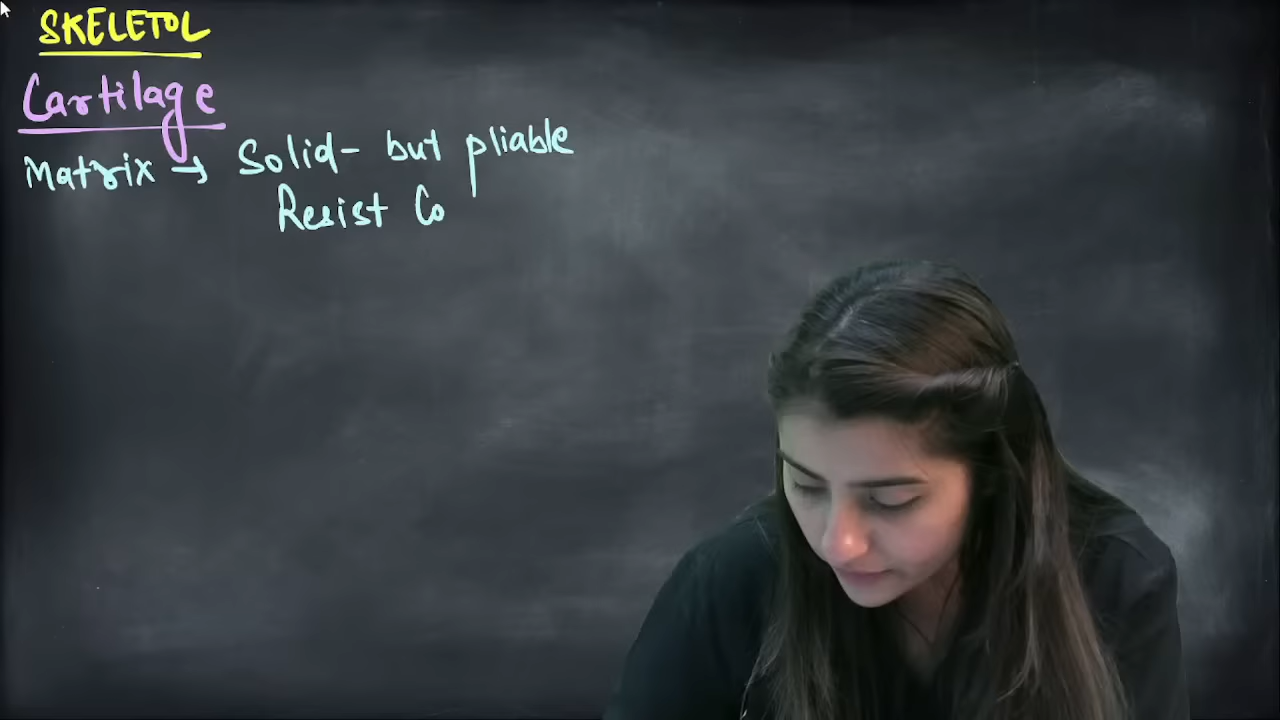 SKELETOL
Cartilage
Matrix → Solid - but pliable
Resist Co